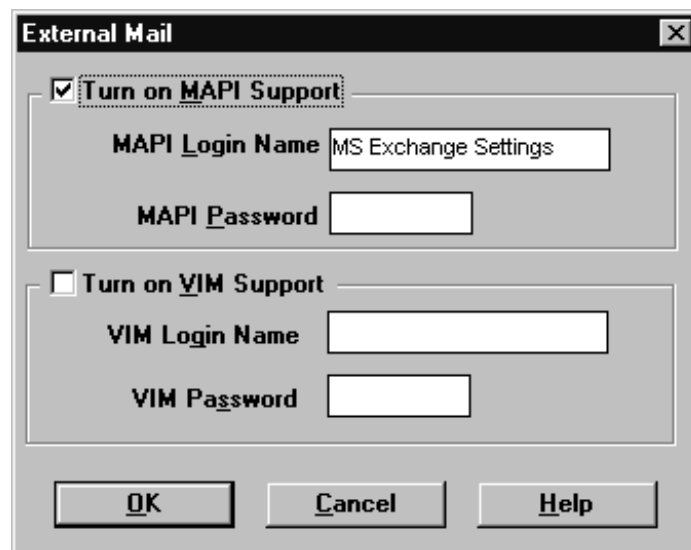 External Mail
Turn on MAPI Support
MAPI Login Name MS Exchange Settings
MAPI Password
Turn on VIM Support
VIM Login Name
VIM Password
OK Cancel Help